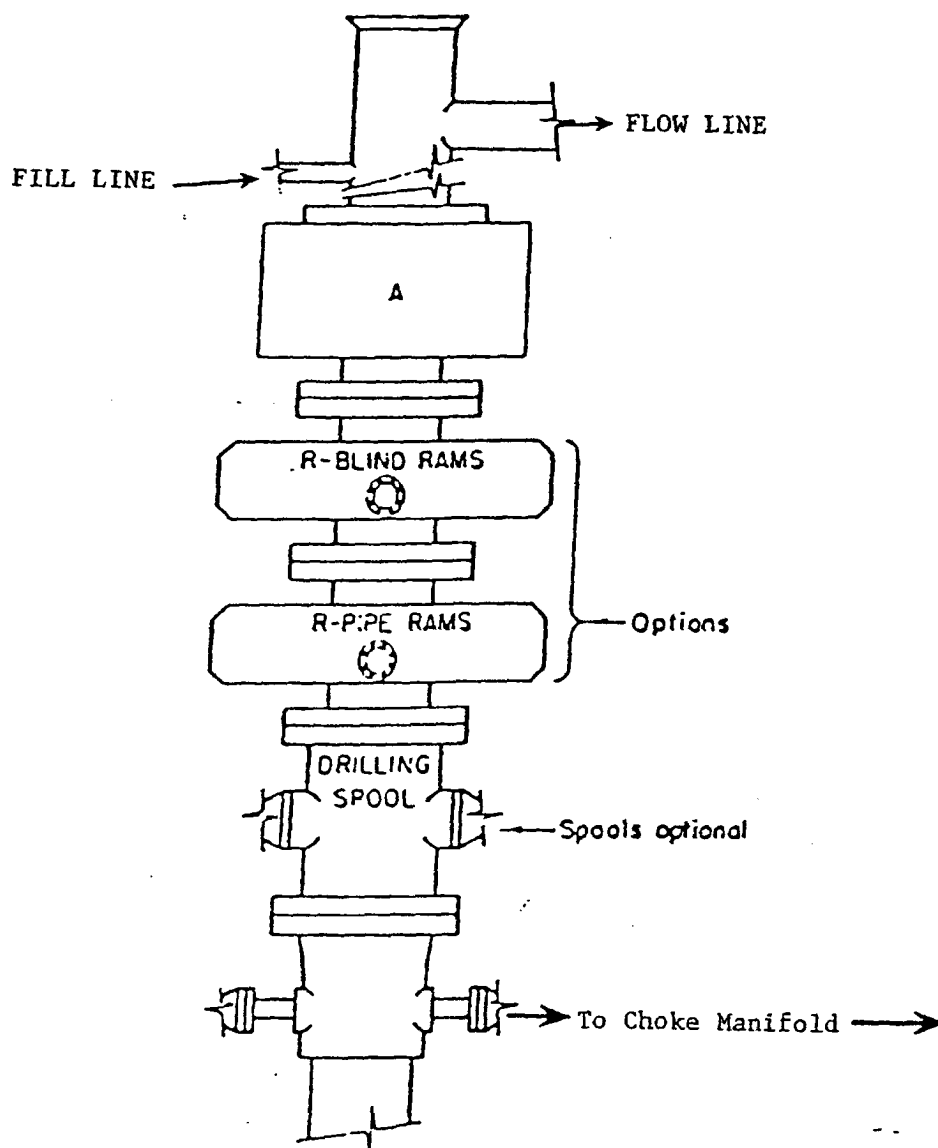 FLOW LINE
FILL LINE
A
R-BLIND RAMS
R-PIPE RAMS
Options
DRILLING
SPOOL
Spools optional
To Choke Manifold